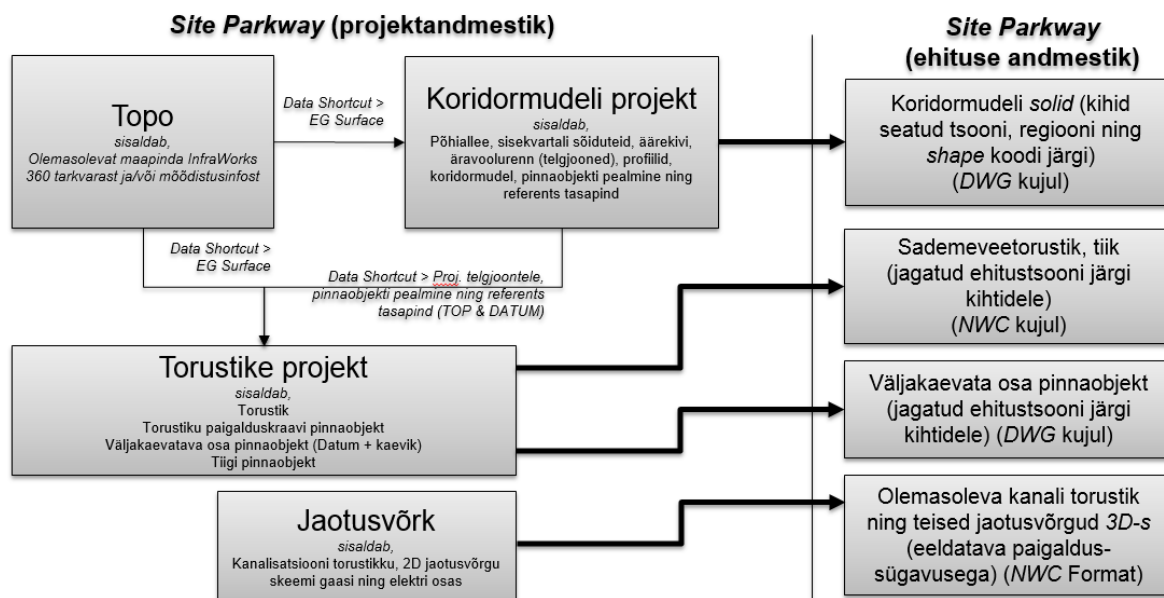 Site Parkway (projektandmestik)
Site Parkway
(ehituse andmestik)
Topo
sisaldab,
Olemasolevat maapinda InfraWorks
360 tarkvarast ja/või mõõdistusinfost
Data Shortcut >
EG Surface
Koridormudeli projekt
sisaldab,
Põhiallee, sisekvartali sõiduteid, äärekivi,
äravoolurenn (telgjooned), profiilid,
koridormudel, pinnaobjekti pealmine ning
referents tasapind
Koridormudeli solid (kihid
seatud tsooni, regiooni ning
shape koodi järgi)
(DWG kujul)
Data Shortcut >
EG Surface
Data Shortcut > Proj. telgjoontele,
pinnaobjekti pealmine ning referents
tasapind (TOP & DATUM)
Sademeveetorustik, tiik
(jagatud ehitustsooni järgi
kihtidele)
(NWC kujul)
Torustike projekt
sisaldab,
Torustik
Torustiku paigalduskraavi pinnaobjekt
Väljakaevatava osa pinnaobjekt (Datum + kaevik)
Tiigi pinnaobjekt
Väljakaevata osa pinnaobjekt
(jagatud ehitustsooni järgi
kihtidele) (DWG kujul)
Jaotusvõrk
sisaldab,
Kanalisatsiooni torustikku, 2D jaotusvõrgu
skeemi gaasi ning elektri osas
Olemasoleva kanali torustik
ning teised jaotusvõrgud 3D-s
(eeldatava paigaldus-
sügavusega) (NWC Format)